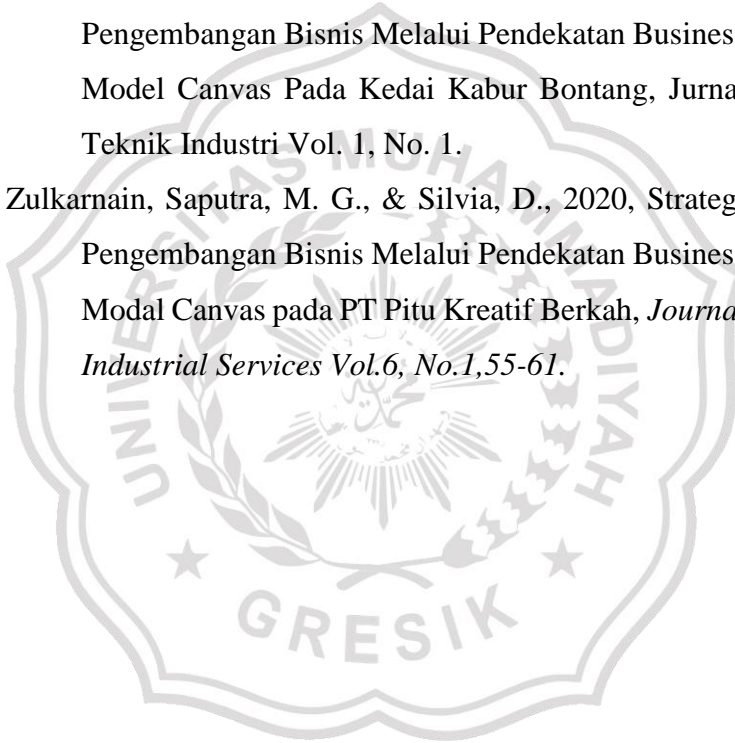 Pengembangan Bisnis Melalui Pendekatan Busines
Model Canvas Pada Kedai Kabur Bontang, Jurna
Teknik Industri Vol. 1, No. 1.
Zulkarnain, Saputra, M. G., & Silvia, D., 2020, Strateg
Pengembangan Bisnis Melalui Pendekatan Busines
Modal Canvas pada PT Pitu Kreatif Berkah, Journa
Industrial Services Vol.6, No.1,55-61.
UNIVERSITAS MUHAMMADIYAH
GRESIK